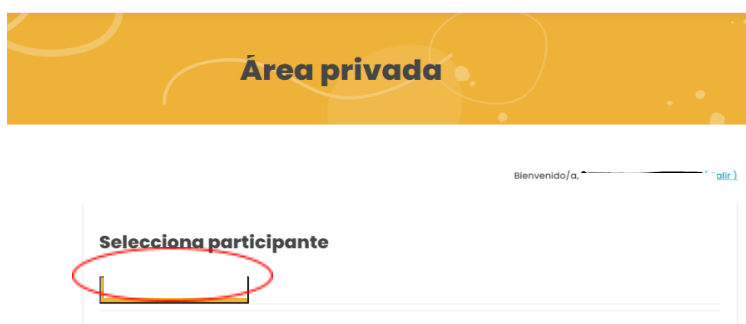 Área privada
Bienvenido/a,
alir )
Selecciona participante